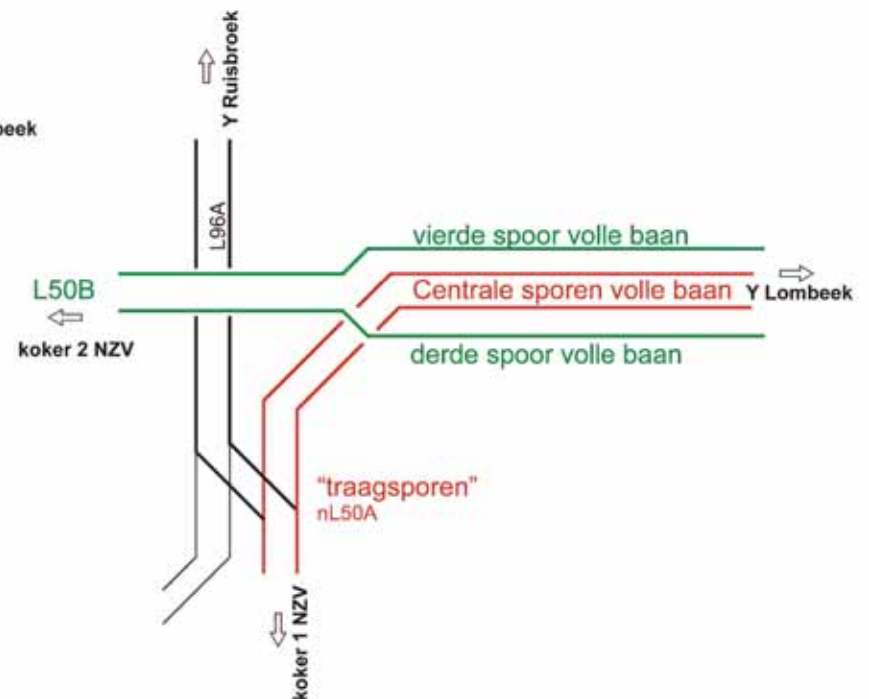 Y Ruisbroek
beek
L96A
vierde spoor volle baan
L50B
Centrale sporen volle baan
Y Lombeek
koker 2 NZV
derde spoor volle baan
“traagsporen”
nL50A
koker 1 NZV